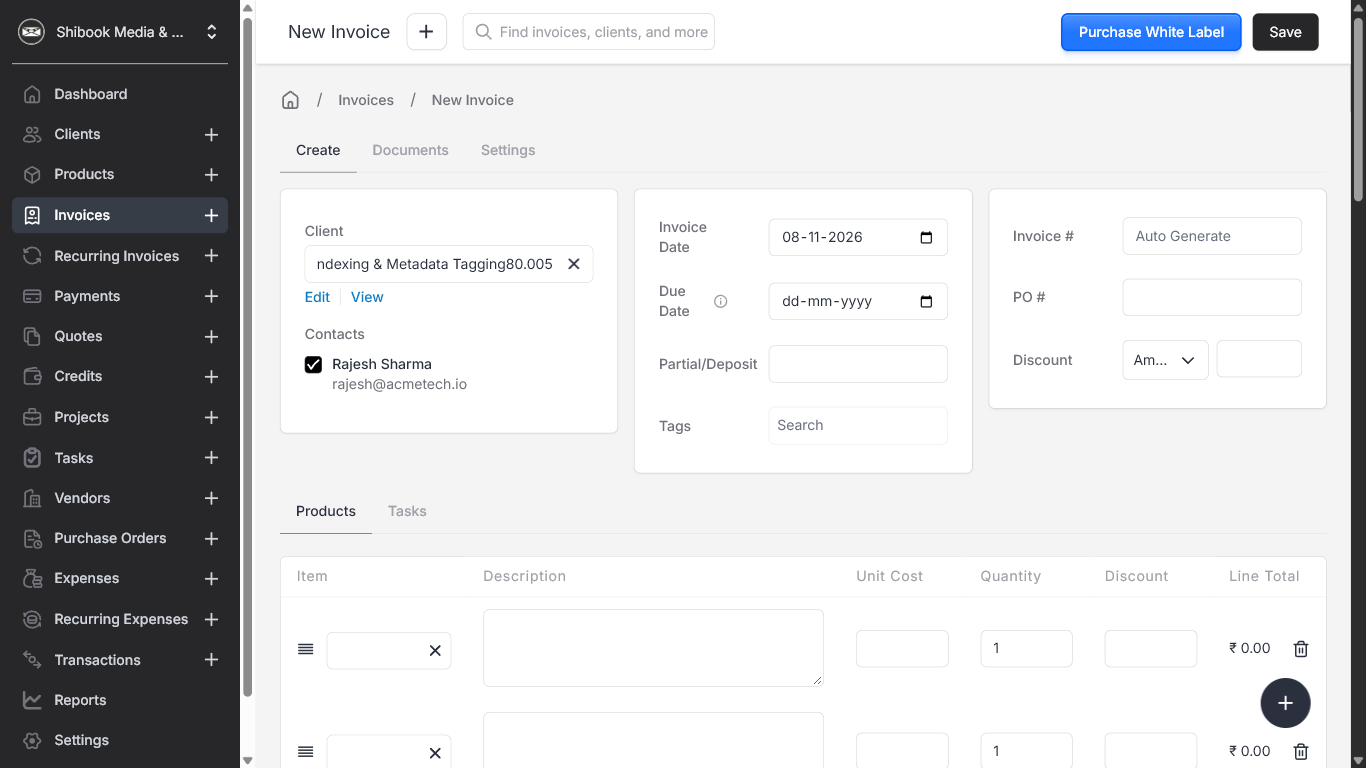 Shibook Media & ...
New Invoice
Find invoices, clients, and more
Purchase White Label
Save
Dashboard
Clients
Products
Invoices
Recurring Invoices
Payments
Quotes
Credits
Projects
Tasks
Vendors
Purchase Orders
Expenses
Recurring Expenses
Transactions
Reports
Settings
/ Invoices / New Invoice
Create Documents Settings
Client
ndexing & Metadata Tagging80.005
Edit View
Contacts
Rajesh Sharma
rajesh@acmetech.io
Invoice
Date
08-11-2026
Due
Date
dd-mm-yyyy
Partial/Deposit
Tags
Search
Invoice #
Auto Generate
PO #
Discount
Am...
Products Tasks
Item Description Unit Cost Quantity Discount Line Total
1 ₹ 0.00
1 ₹ 0.00